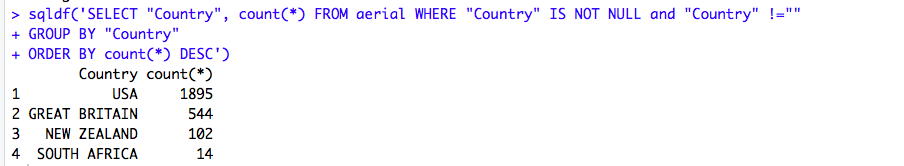 > sqldf('SELECT "Country", count(*) FROM aerial WHERE "Country" IS NOT NULL and "Country" !=""
+ GROUP BY "Country"
+ ORDER BY count(*) DESC')
        Country count(*)
1           USA     1895
2 GREAT BRITAIN      544
3   NEW ZEALAND      102
4  SOUTH AFRICA       14